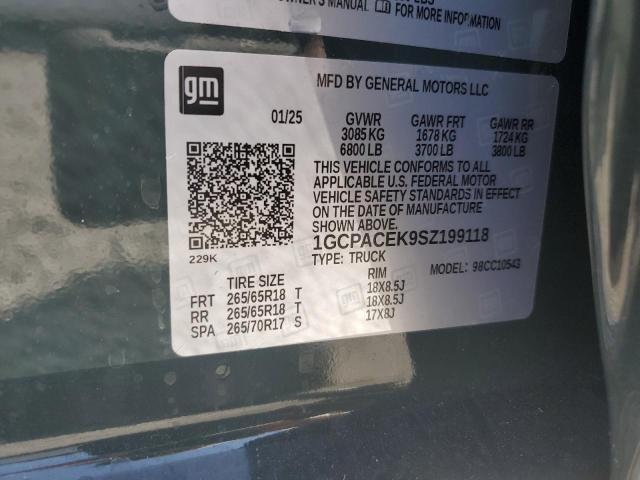 OWNER'S MANUAL FOR MORE INFORMATION
gm
MFD BY GENERAL MOTORS LLC
01/25 GVWR GAWR FRT GAWR RR
3085 KG 1678 KG 1724 KG
6800 LB 3700 LB 3800 LB
THIS VEHICLE CONFORMS TO ALL
APPLICABLE U.S. FEDERAL MOTOR
VEHICLE SAFETY STANDARDS IN EFFECT
ON THE DATE OF MANUFACTURE
SHOWN ABOVE.
1GCPACEK9SZ199118
229K TYPE: TRUCK MODEL: 98CC10543
TIRE SIZE RIM
FRT 265/65R18 T 18X8.5J
RR 265/65R18 T 18X8.5J
SPA 265/70R17 S 17X8J